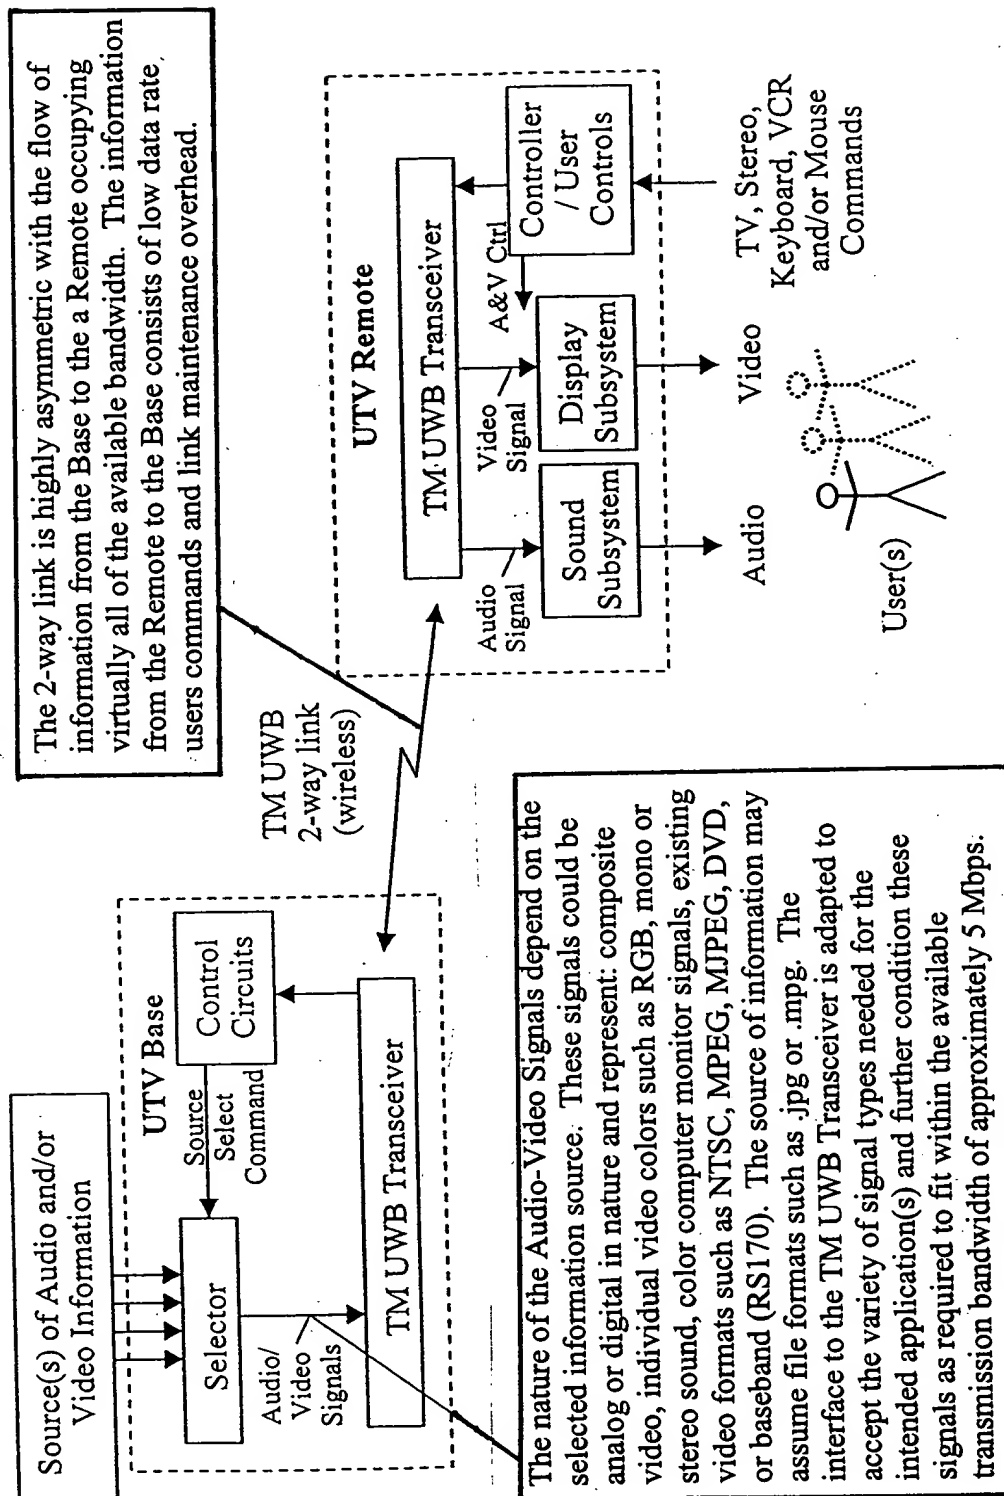 Source(s) of Audio and/or
Video Information
UTV Base
Selector
Source
Select
Command
Control
Circuits
Audio/
Video
Signals
TM UWB Transceiver
TM UWB
2-way link
(wireless)
The 2-way link is highly asymmetric with the flow of
information from the Base to the a Remote occupying
virtually all of the available bandwidth. The information
from the Remote to the Base consists of low data rate
users commands and link maintenance overhead.
UTV Remote
TM UWB Transceiver
Audio
Signal
Video
Signal
A&V Ctrl
Sound
Subsystem
Display
Subsystem
Controller
/ User
Controls
Audio
Video
TV, Stereo,
Keyboard, VCR
and/or Mouse
Commands
User(s)
The nature of the Audio-Video Signals depend on the
selected information source. These signals could be
analog or digital in nature and represent: composite
video, individual video colors such as RGB, mono or
stereo sound, color computer monitor signals, existing
video formats such as NTSC, MPEG, MJPEG, DVD,
or baseband (RS170). The source of information may
assume file formats such as .jpg or .mpg. The
interface to the TM UWB Transceiver is adapted to
accept the variety of signal types needed for the
intended application(s) and further condition these
signals as required to fit within the available
transmission bandwidth of approximately 5 Mbps.